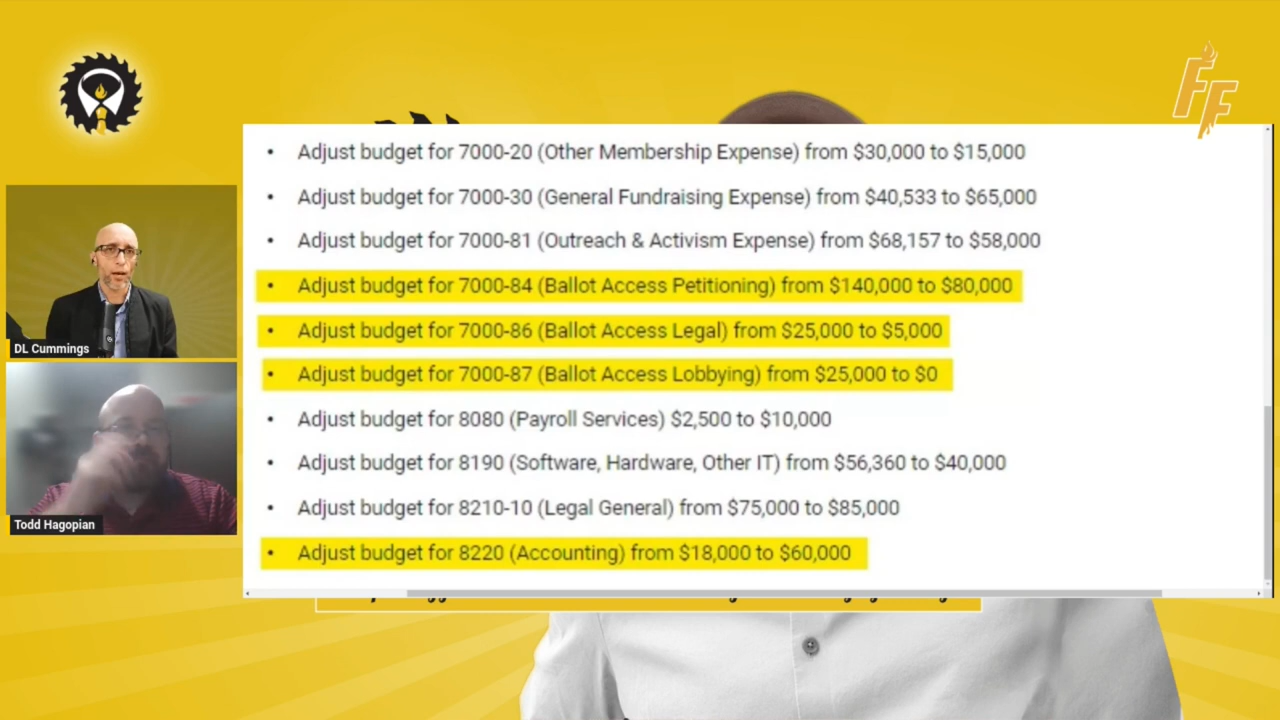 FF
• Adjust budget for 7000-20 (Other Membership Expense) from $30,000 to $15,000
• Adjust budget for 7000-30 (General Fundraising Expense) from $40,533 to $65,000
• Adjust budget for 7000-81 (Outreach & Activism Expense) from $68,157 to $58,000
• Adjust budget for 7000-84 (Ballot Access Petitioning) from $140,000 to $80,000
• Adjust budget for 7000-86 (Ballot Access Legal) from $25,000 to $5,000
• Adjust budget for 7000-87 (Ballot Access Lobbying) from $25,000 to $0
• Adjust budget for 8080 (Payroll Services) $2,500 to $10,000
• Adjust budget for 8190 (Software, Hardware, Other IT) from $56,360 to $40,000
• Adjust budget for 8210-10 (Legal General) from $75,000 to $85,000
• Adjust budget for 8220 (Accounting) from $18,000 to $60,000
DL Cummings
Todd Hagopian